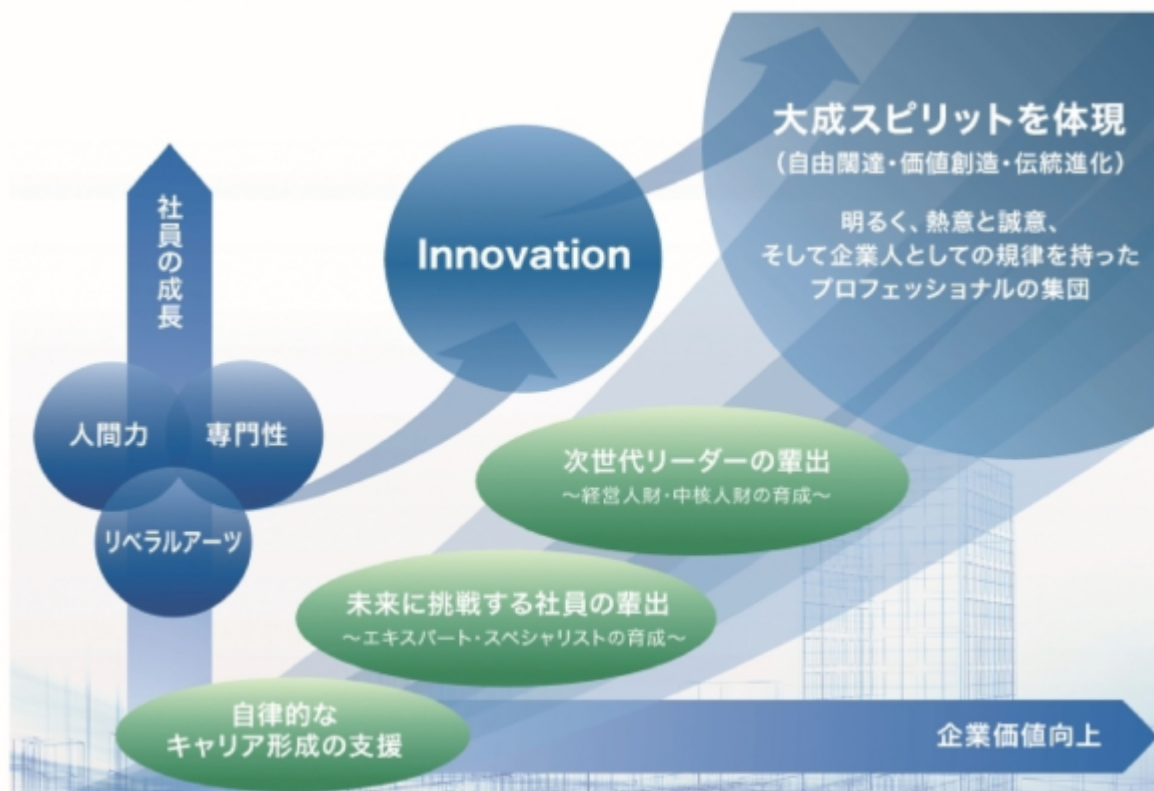 大成スピリットを体現
（自由闊達・価値創造・伝統進化）
明るく、熱意と誠意、
そして企業人としての規律を持った
プロフェッショナルの集団
社員の成長
Innovation
人間力
専門性
リベラルアーツ
次世代リーダーの輩出
〜経営人財・中核人財の育成〜
未来に挑戦する社員の輩出
〜エキスパート・スペシャリストの育成〜
自律的な
キャリア形成の支援
企業価値向上